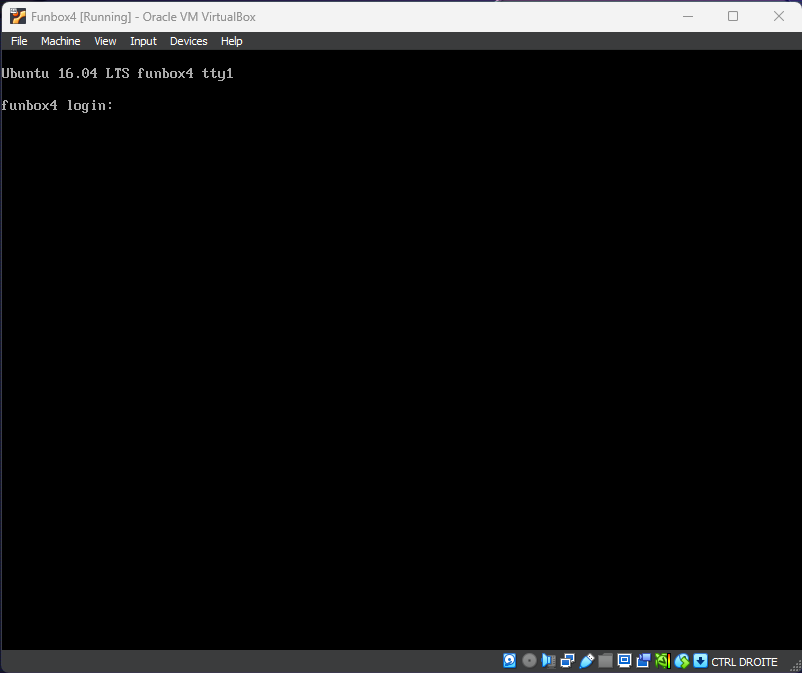 Funbox4 [Running] - Oracle VM VirtualBox
File Machine View Input Devices Help
Ubuntu 16.04 LTS funbox4 tty1
funbox4 login:
CTRL DROITE